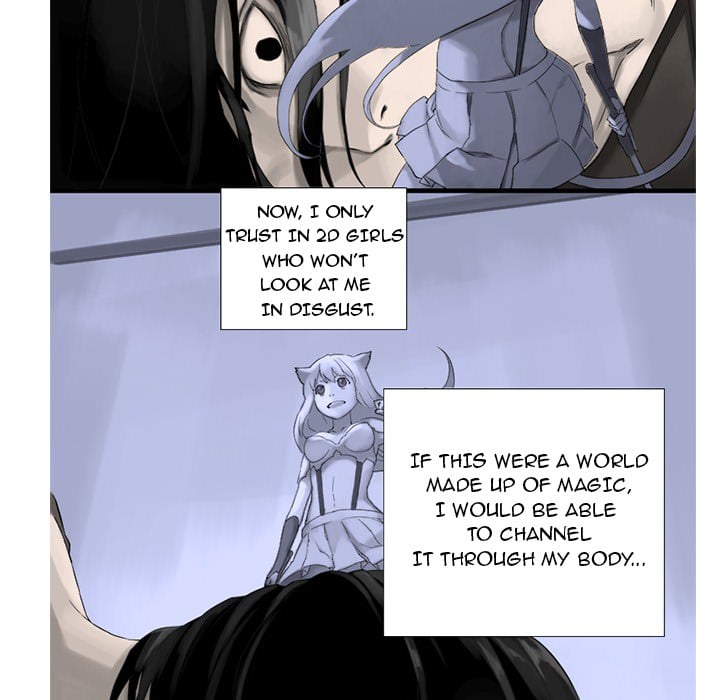 NOW, I ONLY
TRUST IN 2D GIRLS
WHO WON'T
LOOK AT ME
IN DISGUST.
IF THIS WERE A WORLD
MADE UP OF MAGIC,
I WOULD BE ABLE
TO CHANNEL
IT THROUGH MY BODY...